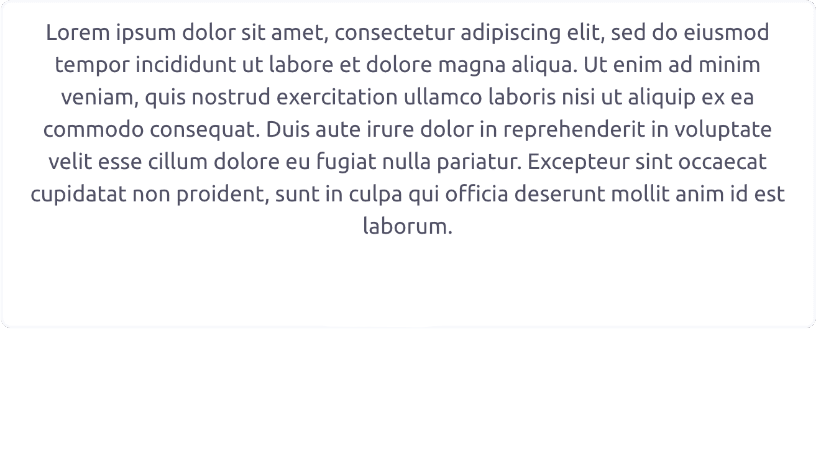 Lorem ipsum dolor sit amet, consectetur adipiscing elit, sed do eiusmod
tempor incididunt ut labore et dolore magna aliqua. Ut enim ad minim
veniam, quis nostrud exercitation ullamco laboris nisi ut aliquip ex ea
commodo consequat. Duis aute irure dolor in reprehenderit in voluptate
velit esse cillum dolore eu fugiat nulla pariatur. Excepteur sint occaecat
cupidatat non proident, sunt in culpa qui officia deserunt mollit anim id est
laborum.